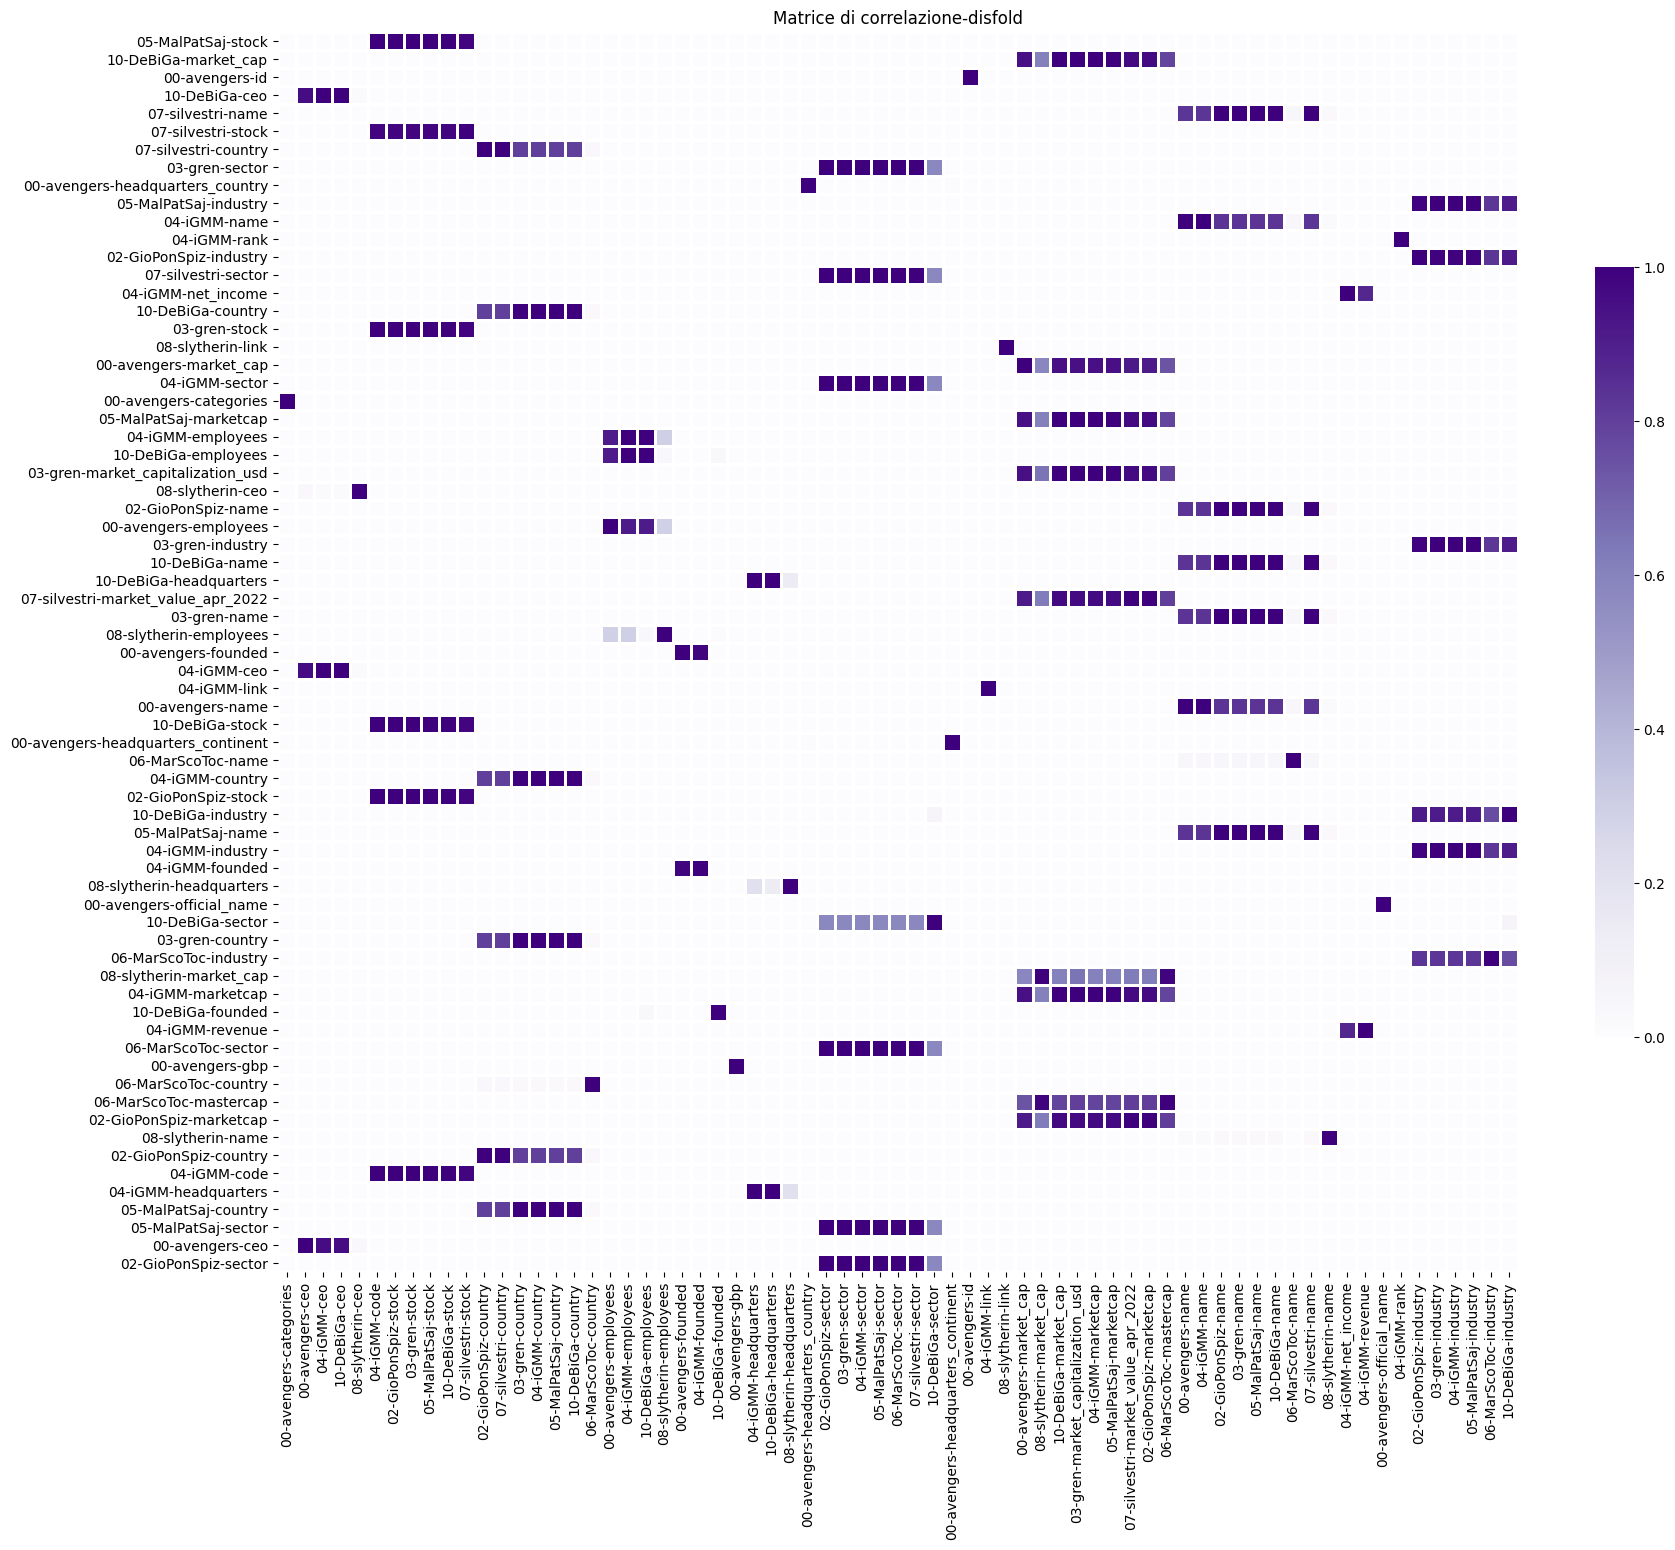 Matrice di correlazione-disfold
05-MalPatSaj-stock
10-DeBiGa-market_cap
00-avengers-id
10-DeBiGa-ceo
07-silvestri-name
07-silvestri-stock
07-silvestri-country
03-gren-sector
00-avengers-headquarters_country
05-MalPatSaj-industry
04-iGMM-name
04-iGMM-rank
02-GioPonSpiz-industry
07-silvestri-sector
04-iGMM-net_income
10-DeBiGa-country
03-gren-stock
08-slytherin-link
00-avengers-market_cap
04-iGMM-sector
00-avengers-categories
05-MalPatSaj-marketcap
04-iGMM-employees
10-DeBiGa-employees
03-gren-market_capitalization_usd
08-slytherin-ceo
02-GioPonSpiz-name
00-avengers-employees
03-gren-industry
10-DeBiGa-name
10-DeBiGa-headquarters
07-silvestri-market_value_apr_2022
03-gren-name
08-slytherin-employees
00-avengers-founded
04-iGMM-ceo
04-iGMM-link
00-avengers-name
10-DeBiGa-stock
00-avengers-headquarters_continent
06-MarScoToc-name
04-iGMM-country
02-GioPonSpiz-stock
10-DeBiGa-industry
05-MalPatSaj-name
04-iGMM-industry
04-iGMM-founded
08-slytherin-headquarters
00-avengers-official_name
10-DeBiGa-sector
03-gren-country
06-MarScoToc-industry
08-slytherin-market_cap
04-iGMM-marketcap
10-DeBiGa-founded
04-iGMM-revenue
06-MarScoToc-sector
00-avengers-gbp
06-MarScoToc-country
06-MarScoToc-mastercap
02-GioPonSpiz-marketcap
08-slytherin-name
02-GioPonSpiz-country
04-iGMM-code
04-iGMM-headquarters
05-MalPatSaj-country
05-MalPatSaj-sector
00-avengers-ceo
02-GioPonSpiz-sector
00-avengers-categories
00-avengers-ceo
04-iGMM-ceo
10-DeBiGa-ceo
08-slytherin-ceo
04-iGMM-code
02-GioPonSpiz-stock
03-gren-stock
05-MalPatSaj-stock
10-DeBiGa-stock
07-silvestri-stock
02-GioPonSpiz-country
07-silvestri-country
03-gren-country
04-iGMM-country
05-MalPatSaj-country
10-DeBiGa-country
06-MarScoToc-country
00-avengers-employees
04-iGMM-employees
10-DeBiGa-employees
08-slytherin-employees
00-avengers-founded
04-iGMM-founded
10-DeBiGa-founded
00-avengers-gbp
04-iGMM-headquarters
10-DeBiGa-headquarters
08-slytherin-headquarters
00-avengers-headquarters_country
02-GioPonSpiz-sector
03-gren-sector
04-iGMM-sector
05-MalPatSaj-sector
06-MarScoToc-sector
07-silvestri-sector
10-DeBiGa-sector
00-avengers-headquarters_continent
00-avengers-id
04-iGMM-link
08-slytherin-link
00-avengers-market_cap
08-slytherin-market_cap
10-DeBiGa-market_cap
03-gren-market_capitalization_usd
04-iGMM-marketcap
05-MalPatSaj-marketcap
07-silvestri-market_value_apr_2022
02-GioPonSpiz-marketcap
06-MarScoToc-mastercap
00-avengers-name
04-iGMM-name
02-GioPonSpiz-name
03-gren-name
05-MalPatSaj-name
10-DeBiGa-name
06-MarScoToc-name
07-silvestri-name
08-slytherin-name
04-iGMM-net_income
04-iGMM-revenue
00-avengers-official_name
04-iGMM-rank
02-GioPonSpiz-industry
03-gren-industry
04-iGMM-industry
05-MalPatSaj-industry
06-MarScoToc-industry
10-DeBiGa-industry
1.0
0.8
0.6
0.4
0.2
0.0